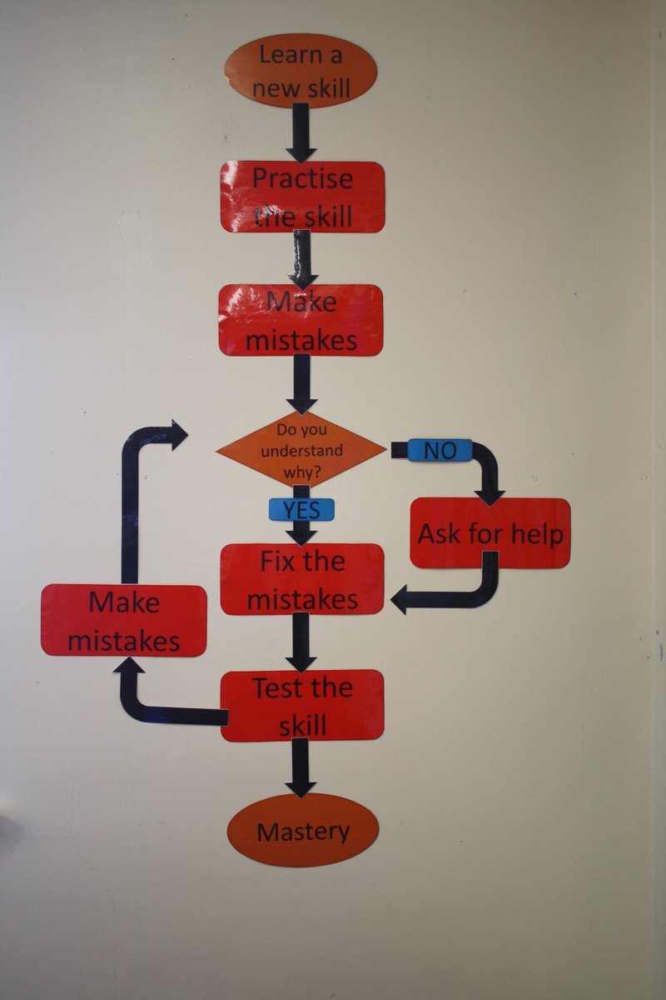 Learn a
new skill
Practise
the skill
Make
mistakes
Do you
understand
why?
NO
YES
Ask for help
Fix the
mistakes
Make
mistakes
Test the
skill
Mastery